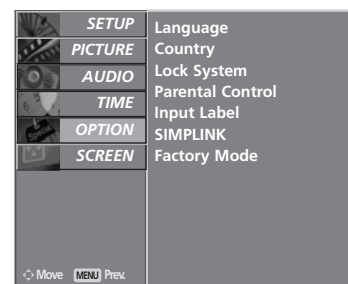 SETUP
PICTURE
AUDIO
TIME
OPTION
SCREEN
Language
Country
Lock System
Parental Control
Input Label
SIMPLINK
Factory Mode
Move MENU Prev.